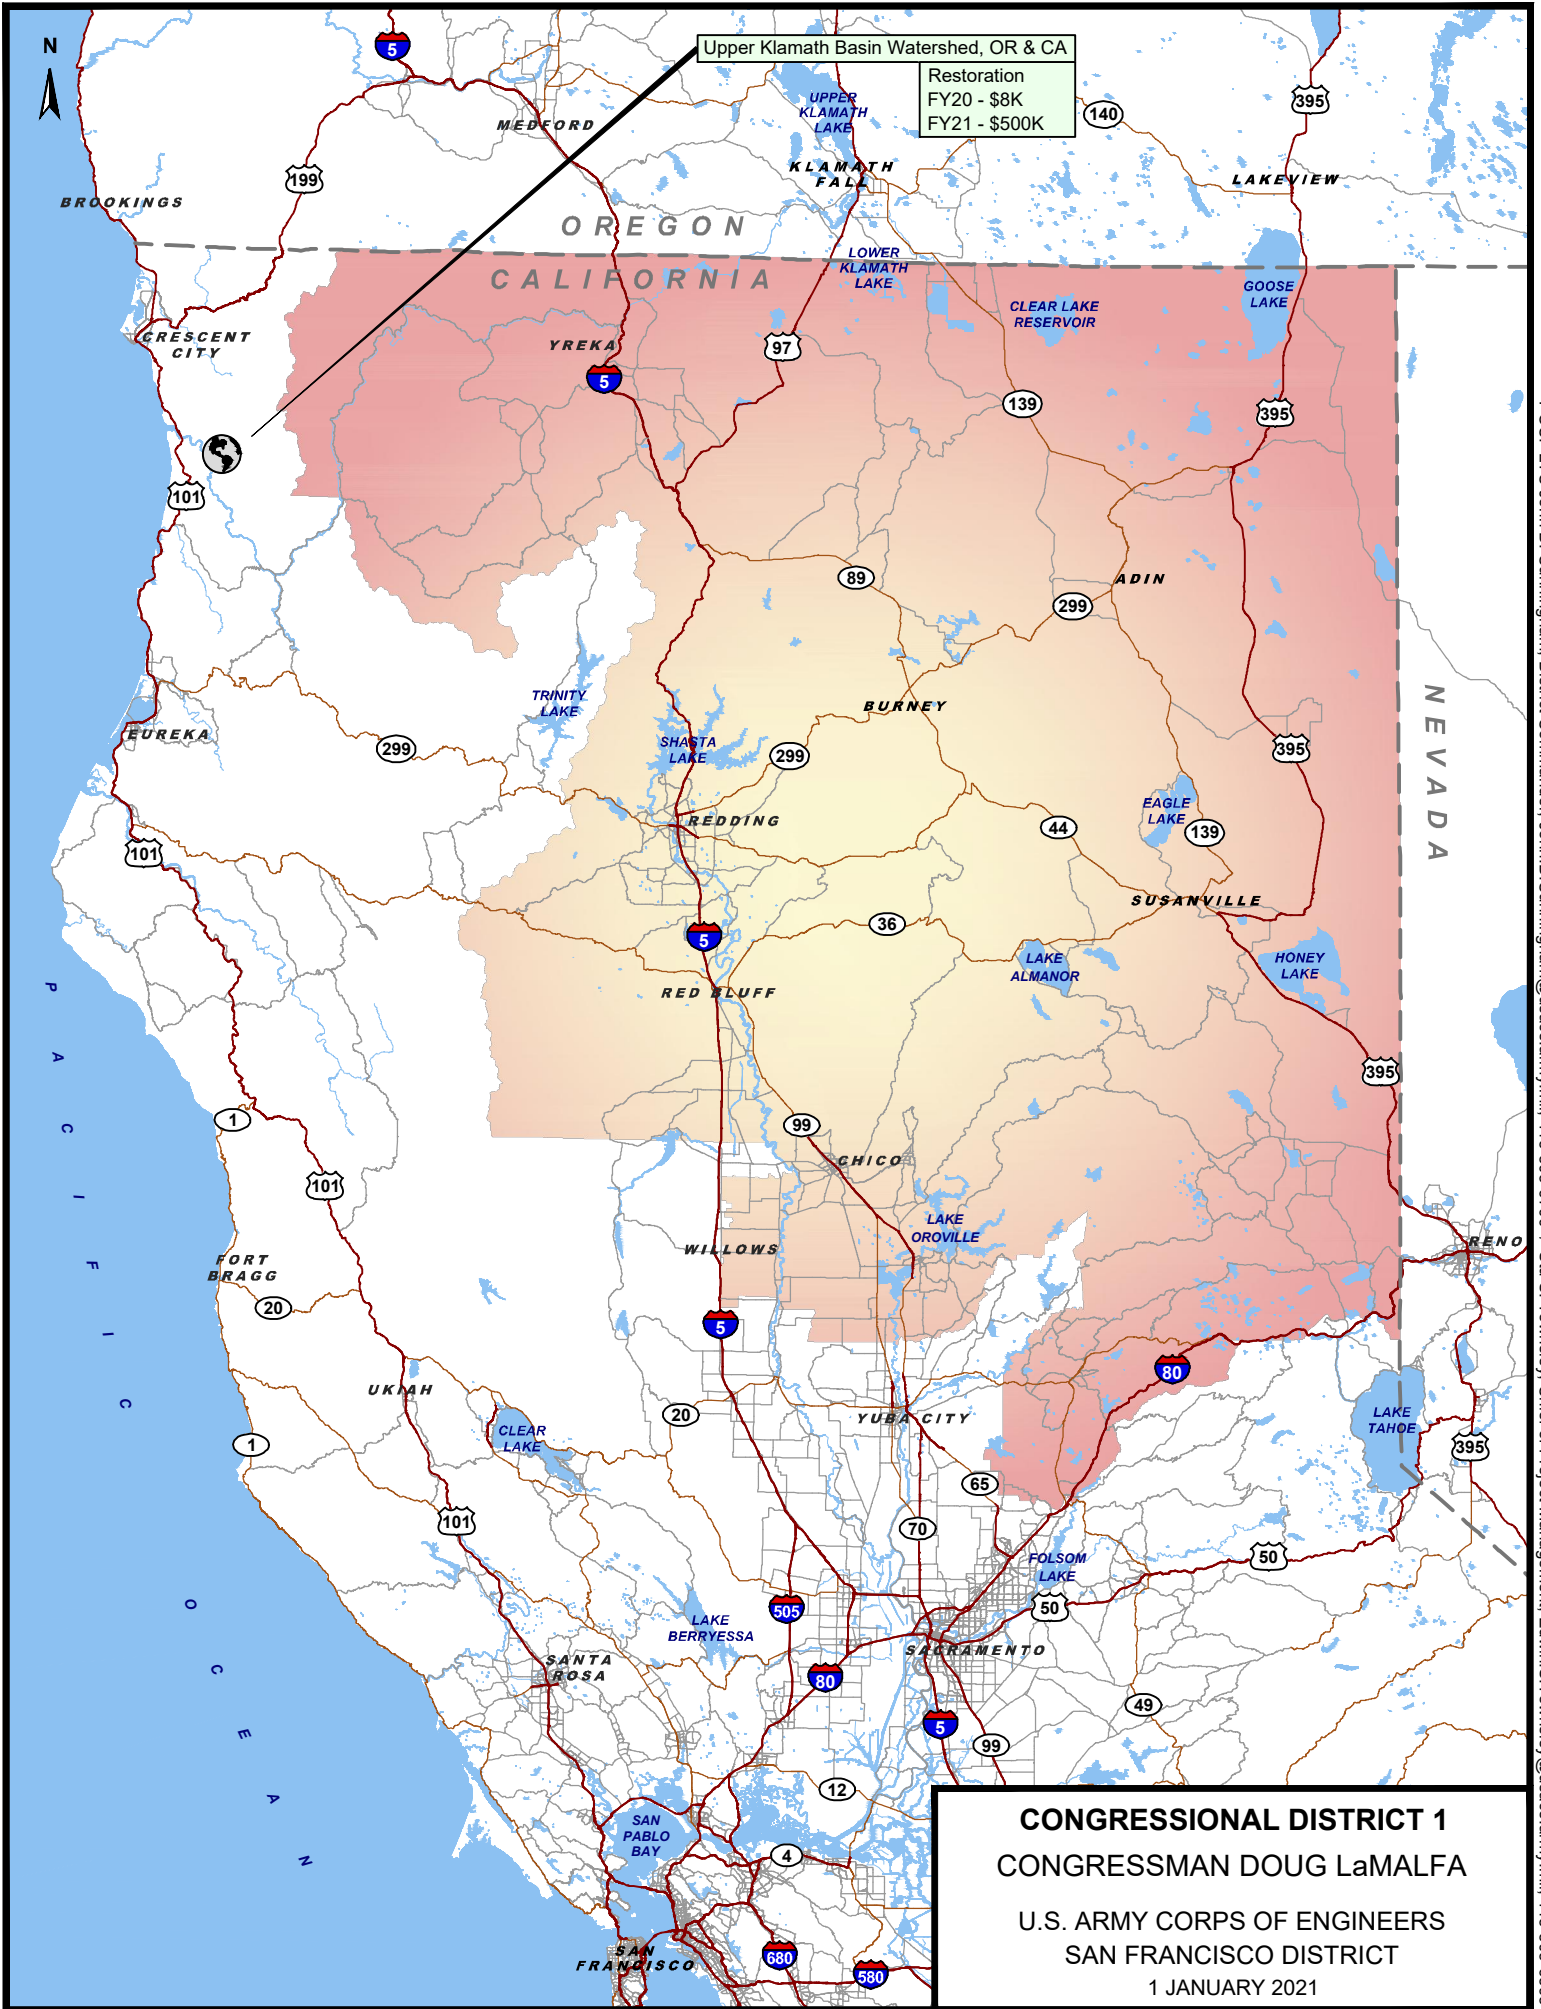 N
5
Upper Klamath Basin Watershed, OR & CA
Restoration
FY20 - $8K
FY21 - $500K
UPPER
KLAMATH
LAKE
140
395
MEDFORD
KLAMATH
FALL
LAKEVIEW
199
BROOKINGS
OREGON
CALIFORNIA
LOWER
KLAMATH
LAKE
GOOSE
LAKE
CLEAR LAKE
RESERVOIR
CRESCENT
CITY
YREKA
97
5
139
395
101
89
ADIN
299
TRINITY
LAKE
BURNEY
NEVADA
EUREKA
299
SHASTA
LAKE
299
395
EAGLE
LAKE
REDDING
44
139
101
SUSANVILLE
36
5
LAKE
ALMANOR
HONEY
LAKE
RED BLUFF
395
PACIFIC
OCEAN
1
99
CHICO
101
LAKE
OROVILLE
WILLOWS
RENO
FORT
BRAGG
20
5
80
UKIAH
20
YUBA CITY
LAKE
TAHOE
CLEAR
LAKE
1
395
65
101
70
FOLSOM
LAKE
50
505
50
LAKE
BERRYESSA
SACRAMENTO
SANTA
ROSA
80
49
5
99
12
SAN
PABLO
BAY
4
SAN
FRANCISCO
680
580
CONGRESSIONAL DISTRICT 1
CONGRESSMAN DOUG LaMALFA
U.S. ARMY CORPS OF ENGINEERS
SAN FRANCISCO DISTRICT
1 JANUARY 2021